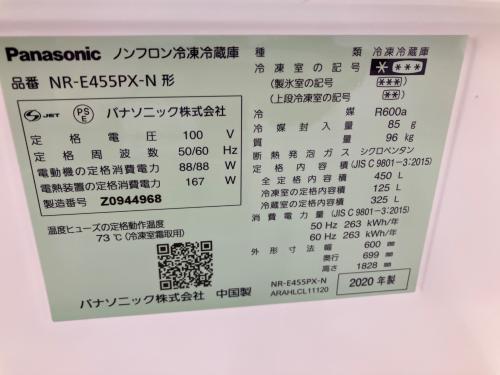 Panasonic ノンフロン冷凍冷蔵庫
品番 NR-E455PX-N 形
JET
PS E
パナソニック株式会社
定格電圧 100 V
定格周波数 50/60 Hz
電動機の定格消費電力 88/88 W
電熱装置の定格消費電力 167 W
製造番号 Z0944968
温度ヒューズの定格動作温度
73℃(冷凍室霜取用)
パナソニック株式会社 中国製
種類 冷凍冷蔵庫
冷凍室の記号 * ***
(製氷室の記号) (***)
(上段冷凍室の記号) (***)
冷媒 R600a
冷媒封入量 85g
質量 96kg
断熱発泡ガス シクロペンタン
定格内容積 (JIS C 9801-3:2015)
全定格内容積 450 L
冷凍室の定格内容積 125 L
冷蔵室の定格内容積 325 L
消費電力量 (JIS C 9801-3:2015)
50 Hz 263 kWh/年
60 Hz 263 kWh/年
外形寸法 幅 600 mm
奥行 699 mm
高さ 1828 mm
NR-E455PX-N
ARAHLCL11120
2020年製